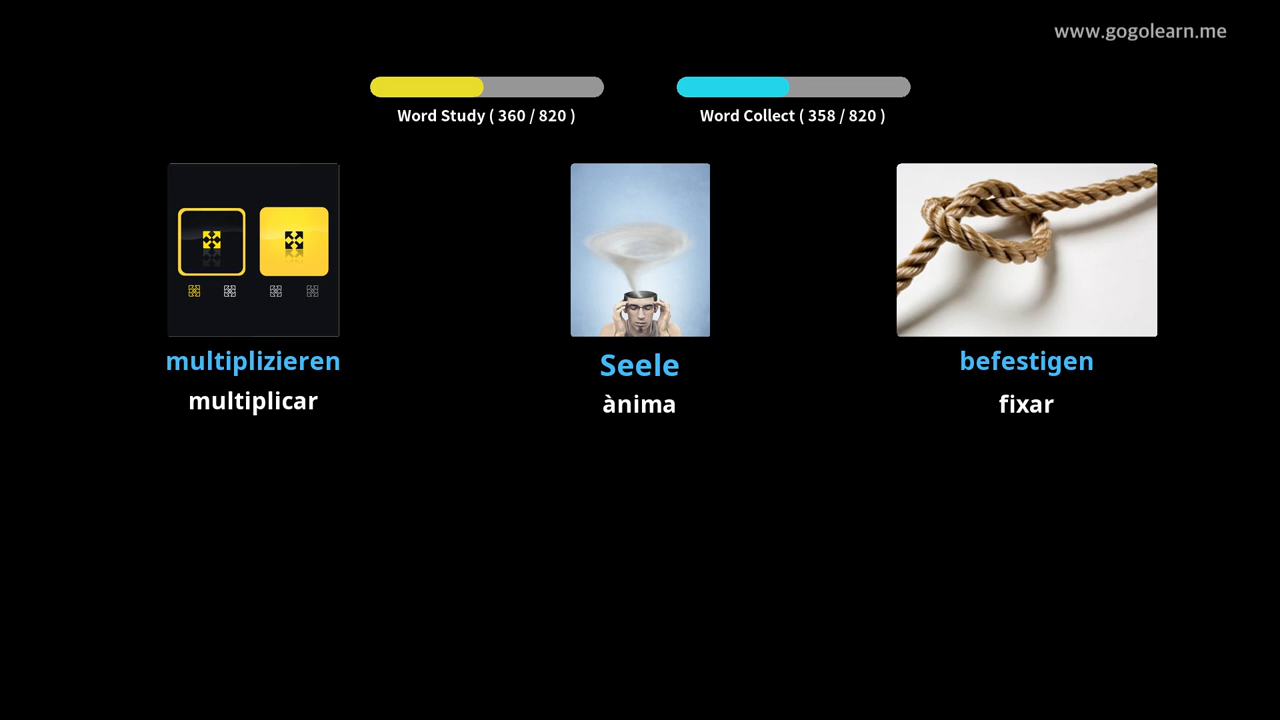 www.gogolearn.me
Word Study ( 360 / 820 )
Word Collect ( 358 / 820 )
multiplizieren
multiplicar
Seele
ànima
befestigen
fixar